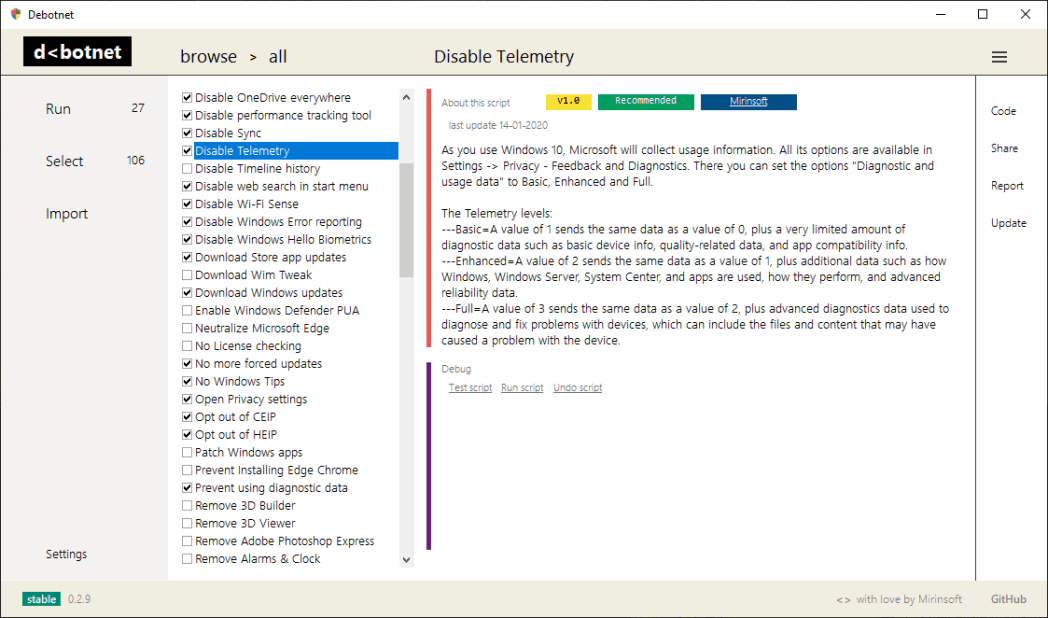 Debotnet
d<botnet
browse > all
Disable Telemetry
Run 27
Select 106
Import
Settings
Disable OneDrive everywhere
Disable performance tracking tool
Disable Sync
Disable Telemetry
Disable Timeline history
Disable web search in start menu
Disable Wi-Fi Sense
Disable Windows Error reporting
Disable Windows Hello Biometrics
Download Store app updates
Download Wim Tweak
Download Windows updates
Enable Windows Defender PUA
Neutralize Microsoft Edge
No License checking
No more forced updates
No Windows Tips
Open Privacy settings
Opt out of CEIP
Opt out of HEIP
Patch Windows apps
Prevent Installing Edge Chrome
Prevent using diagnostic data
Remove 3D Builder
Remove 3D Viewer
Remove Adobe Photoshop Express
Remove Alarms & Clock
About this script v1.0 Recommended Mirinsoft
last update 14-01-2020
As you use Windows 10, Microsoft will collect usage information. All its options are available in
Settings -> Privacy - Feedback and Diagnostics. There you can set the options "Diagnostic and
usage data" to Basic, Enhanced and Full.
The Telemetry levels:
---Basic=A value of 1 sends the same data as a value of 0, plus a very limited amount of
diagnostic data such as basic device info, quality-related data, and app compatibility info.
---Enhanced=A value of 2 sends the same data as a value of 1, plus additional data such as how
Windows, Windows Server, System Center, and apps are used, how they perform, and advanced
reliability data.
---Full=A value of 3 sends the same data as a value of 2, plus advanced diagnostics data used to
diagnose and fix problems with devices, which can include the files and content that may have
caused a problem with the device.
Debug
Test script Run script Undo script
Code
Share
Report
Update
stable 0.2.9
<> with love by Mirinsoft
GitHub